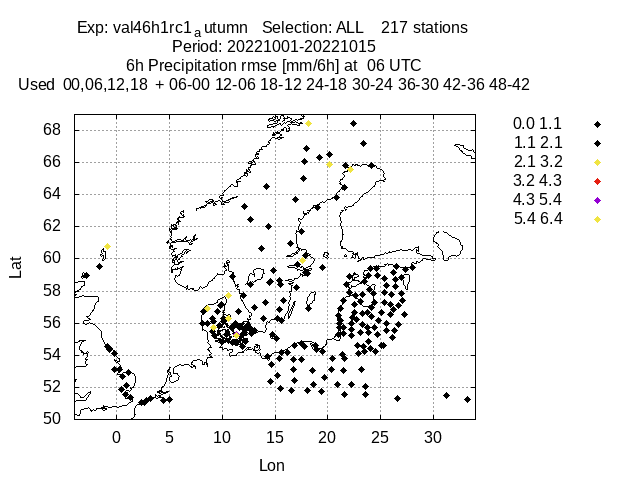 Exp: val46h1rc1autumn Selection: ALL 217 stations
Period: 20221001-20221015
6h Precipitation rmse [mm/6h] at 06 UTC
Used 00,06,12,18 + 06-00 12-06 18-12 24-18 30-24 36-30 42-36 48-42
0.0 1.1
1.1 2.1
2.1 3.2
3.2 4.3
4.3 5.4
5.4 6.4
68
66
64
62
60
58
56
54
52
50
Lat
0 5 10 15 20 25 30
Lon